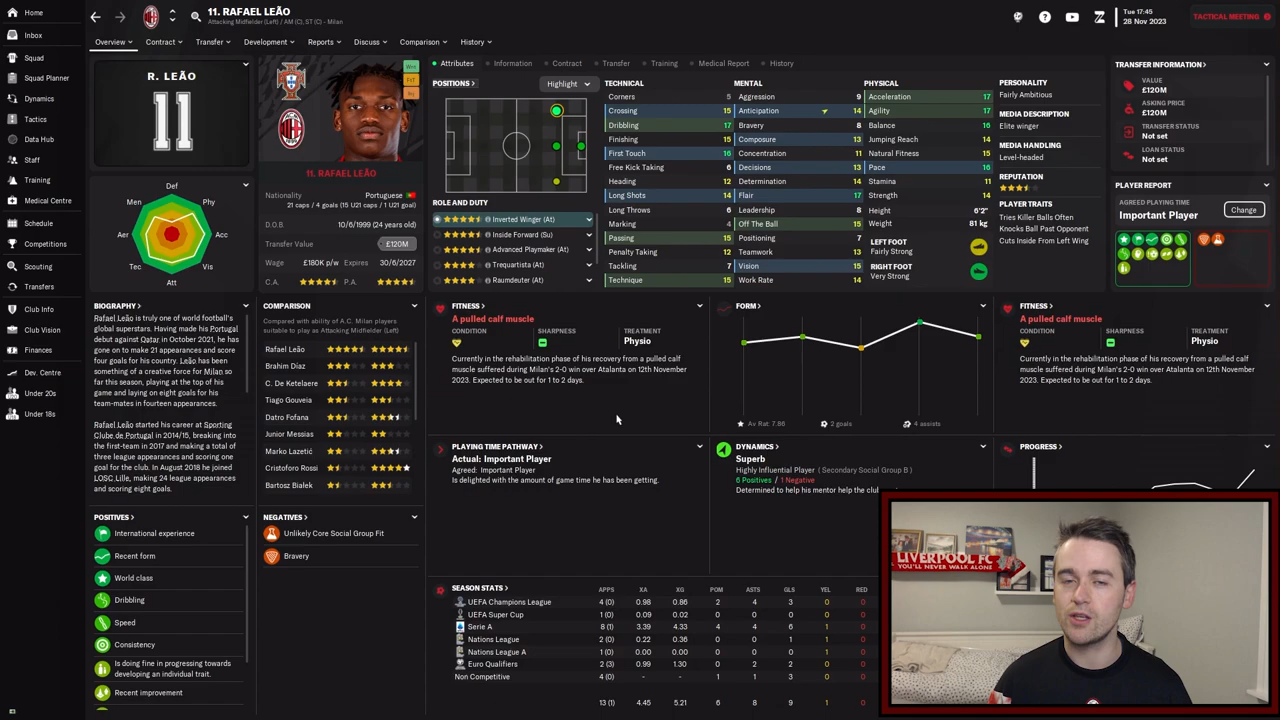 Home
Inbox
Squad
Squad Planner
Dynamics
Tactics
Data Hub
Staff
Training
Medical Centre
Schedule
Competitions
Scouting
Transfers
Club Info
Club Vision
Finances
Dev. Centre
Under 20s
Under 18s
11. RAFAEL LEÃO
Attacking Midfielder (Left) / AM (C), ST (C) - Milan
Tue 17:45
28 Nov 2023
TACTICAL MEETING
Overview Contract Transfer Development Reports Discuss Comparison History
R. LEÃO
11
Def
Phy
Acc
Vis
Att
Tec
Aer
Men
11. RAFAEL LEÃO
Nationality Portuguese
21 caps / 4 goals (15 U21 caps / 1 U21 goal)
D.O.B. 10/6/1999 (24 years old)
Transfer Value £120M
Wage £180K p/w Expires 30/6/2027
C.A. P.A.
Attributes Information Contract Transfer Training Medical Report History
POSITIONS
Highlight
ROLE AND DUTY
Inverted Winger (At)
Inside Forward (Su)
Advanced Playmaker (At)
Trequartista (At)
Raumdeuter (At)
TECHNICAL
Corners 5
Crossing 15
Dribbling 17
Finishing 15
First Touch 16
Free Kick Taking 6
Heading 12
Long Shots 14
Long Throws 6
Marking 4
Passing 15
Penalty Taking 12
Tackling 7
Technique 15
MENTAL
Aggression 9
Anticipation 14
Bravery 8
Composure 13
Concentration 11
Decisions 13
Determination 14
Flair 17
Leadership 8
Off The Ball 15
Positioning 7
Teamwork 13
Vision 15
Work Rate 14
PHYSICAL
Acceleration 17
Agility 17
Balance 16
Jumping Reach 14
Natural Fitness 15
Pace 16
Stamina 11
Strength 14
Height 6'2"
Weight 81 kg
LEFT FOOT
Fairly Strong
RIGHT FOOT
Very Strong
PERSONALITY
Fairly Ambitious
MEDIA DESCRIPTION
Elite winger
MEDIA HANDLING
Level-headed
REPUTATION
PLAYER TRAITS
Tries Killer Balls Often
Knocks Ball Past Opponent
Cuts Inside From Left Wing
TRANSFER INFORMATION
VALUE
£120M
ASKING PRICE
£120M
TRANSFER STATUS
Not set
LOAN STATUS
Not set
PLAYER REPORT
AGREED PLAYING TIME
Important Player
Change
BIOGRAPHY
Rafael Leão is truly one of world football's
global superstars. Having made his Portugal
debut against Qatar in October 2021, he has
gone on to make 21 appearances and score
four goals for his country. Leão has been
something of a creative force for Milan so
far this season, playing at the top of his
game and laying on eight goals for his
team-mates in fourteen appearances.
Rafael Leão started his career at Sporting
Clube de Portugal in 2014/15, breaking into
the first-team in 2017 and making a total of
three league appearances and scoring one
goal for the club. In August 2018 he joined
LOSC Lille, making 24 league appearances
and scoring eight goals.
COMPARISON
Compared with ability of A.C. Milan players
suitable to play as Attacking Midfielder (Left)
Rafael Leão
Brahim Díaz
C. De Ketelaere
Tiago Gouveia
Datro Fofana
Junior Messias
Marko Lazetić
Cristoforo Rossi
Bartosz Bialek
FITNESS
A pulled calf muscle
CONDITION SHARPNESS TREATMENT
Physio
Currently in the rehabilitation phase of his recovery from a pulled calf
muscle suffered during Milan's 2-0 win over Atalanta on 12th November
2023. Expected to be out for 1 to 2 days.
FORM
Av Rat: 7.86 2 goals 4 assists
FITNESS
A pulled calf muscle
CONDITION SHARPNESS TREATMENT
Physio
Currently in the rehabilitation phase of his recovery from a pulled calf
muscle suffered during Milan's 2-0 win over Atalanta on 12th November
2023. Expected to be out for 1 to 2 days.
PLAYING TIME PATHWAY
Actual: Important Player
Agreed: Important Player
Is delighted with the amount of game time he has been getting.
DYNAMICS
Superb
Highly Influential Player ( Secondary Social Group B )
6 Positives / 1 Negative
Determined to help his mentor help the club
PROGRESS
POSITIVES
International experience
Recent form
World class
Dribbling
Speed
Consistency
Is doing fine in progressing towards
developing an individual trait.
Recent improvement
NEGATIVES
Unlikely Core Social Group Fit
Bravery
SEASON STATS APPS XA XG POM ASTS GLS YEL RED
UEFA Champions League 4 (0) 0.98 0.86 2 4 3 0 0
UEFA Super Cup 1 (0) 0.09 0.02 0 0 0 0 0
Serie A 8 (1) 3.39 4.33 4 4 6 1 0
Nations League 2 (0) 0.22 0.36 0 0 1 1 0
Nations League A 1 (0) 0.00 0.00 0 0 0 1 0
Euro Qualifiers 2 (3) 0.99 1.30 0 2 2 0 0
Non Competitive 4 (0) - - 1 1 3 0 0
13 (1) 4.45 5.21 6 8 9 1 0
LIVERPOOL FC
YOU'LL NEVER WALK ALONE